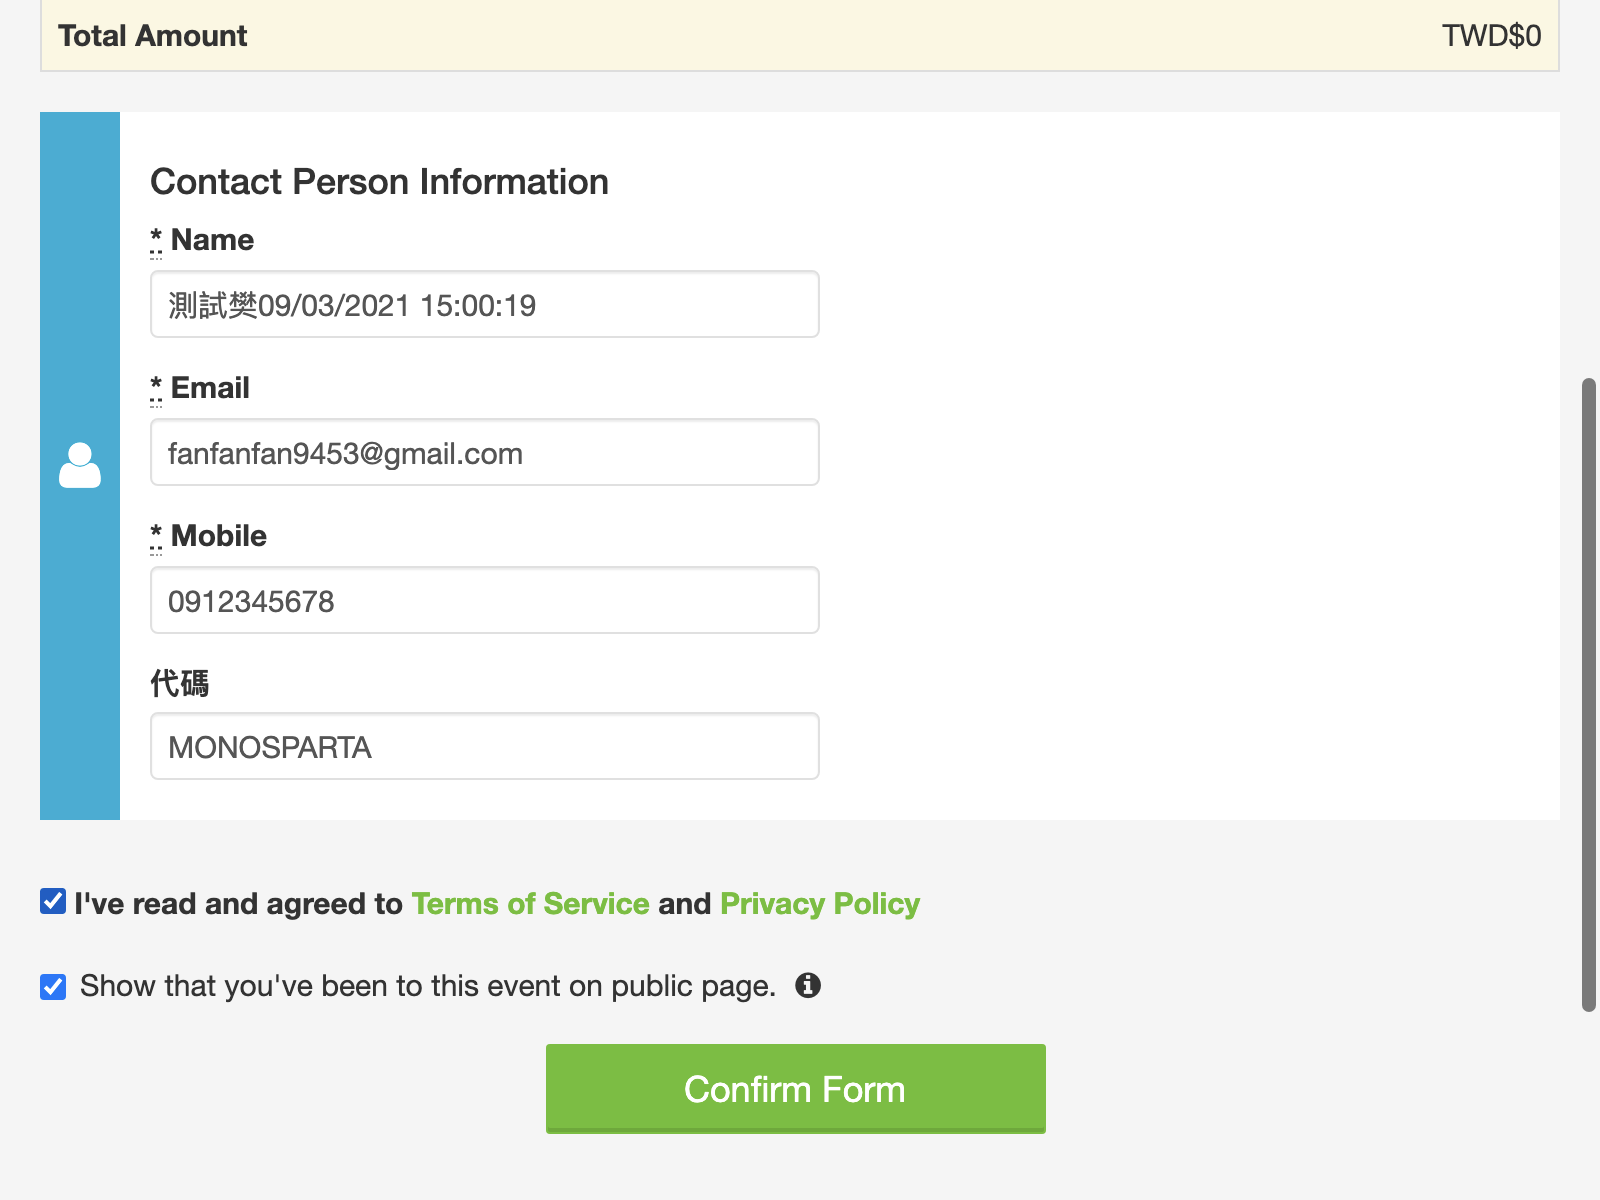 Total Amount TWD$0
Contact Person Information
* Name
測試樊09/03/2021 15:00:19
* Email
fanfanfan9453@gmail.com
* Mobile
0912345678
代碼
MONOSPARTA
I've read and agreed to Terms of Service and Privacy Policy
Show that you've been to this event on public page.
Confirm Form